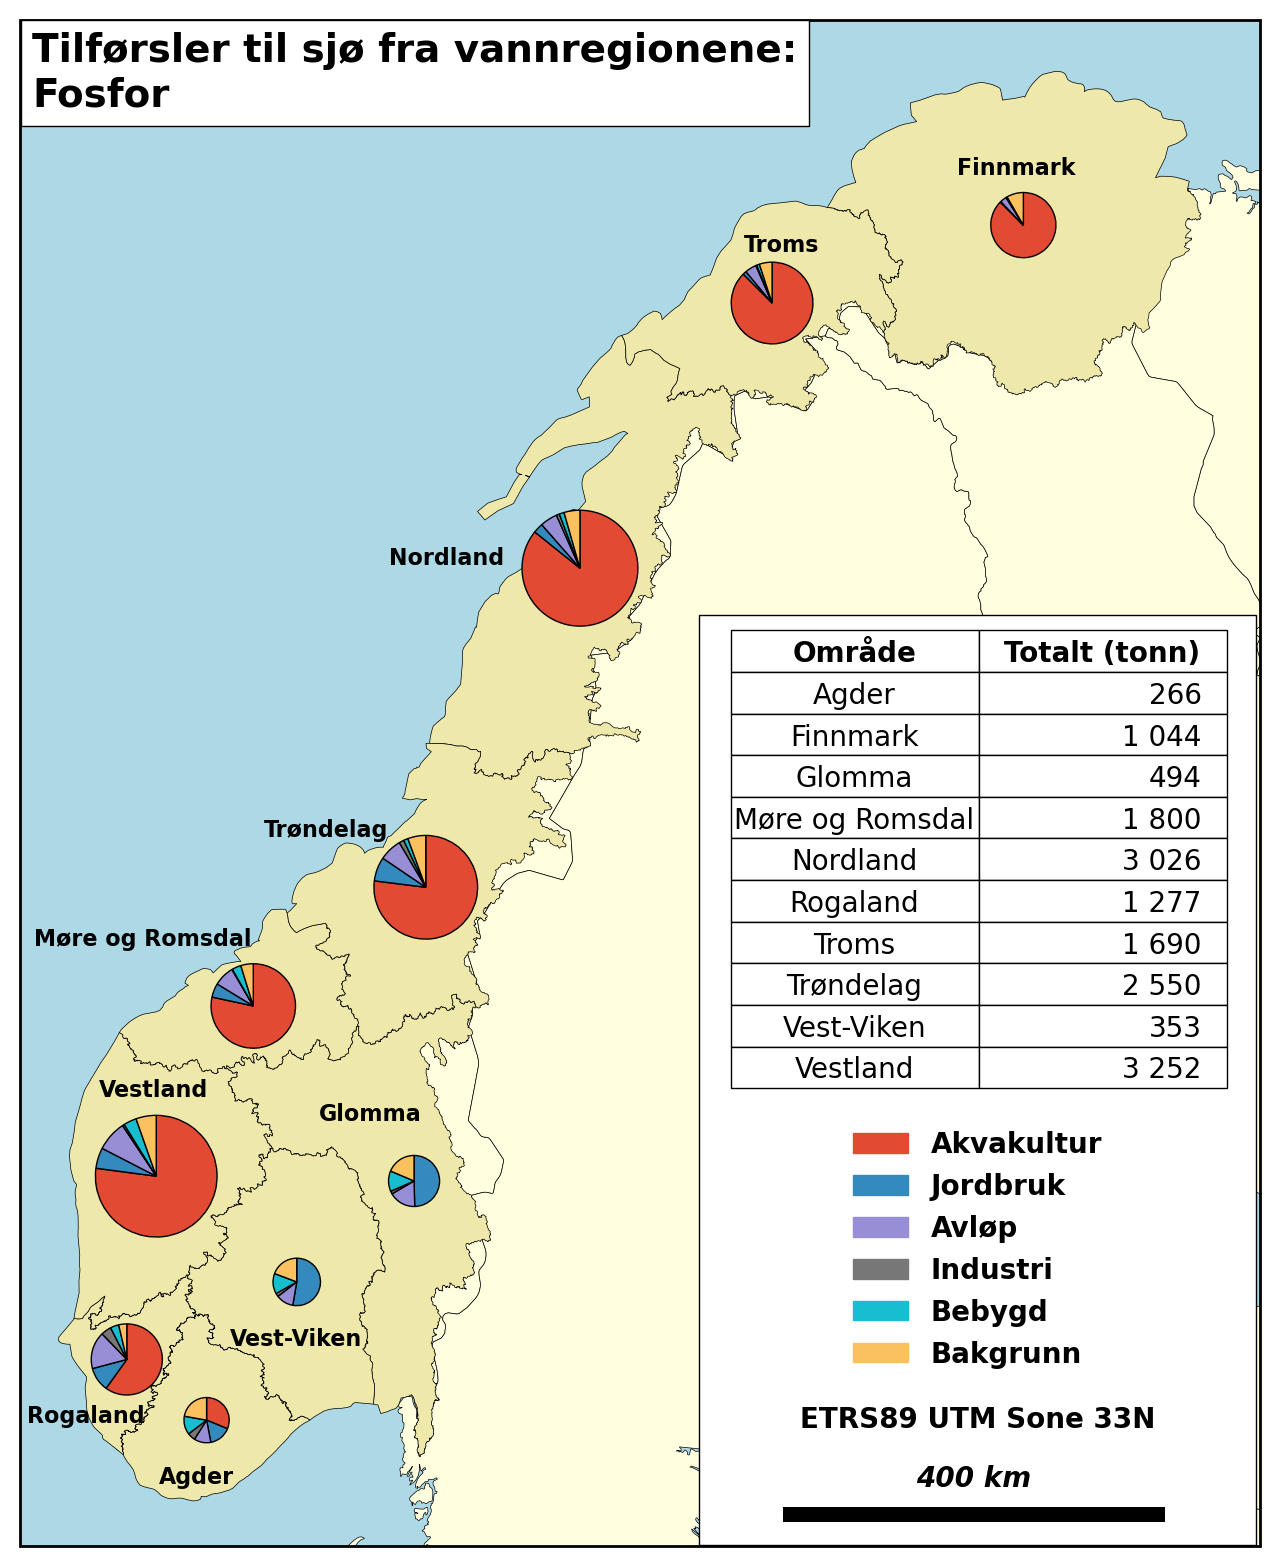 Tilførsler til sjø fra vannregionene:
Fosfor
Finnmark
Troms
Nordland
Trøndelag
Møre og Romsdal
Vestland
Glomma
Vest-Viken
Rogaland
Agder
Område Totalt (tonn)
Agder 266
Finnmark 1 044
Glomma 494
Møre og Romsdal 1 800
Nordland 3 026
Rogaland 1 277
Troms 1 690
Trøndelag 2 550
Vest-Viken 353
Vestland 3 252
Akvakultur
Jordbruk
Avløp
Industri
Bebygd
Bakgrunn
ETRS89 UTM Sone 33N
400 km